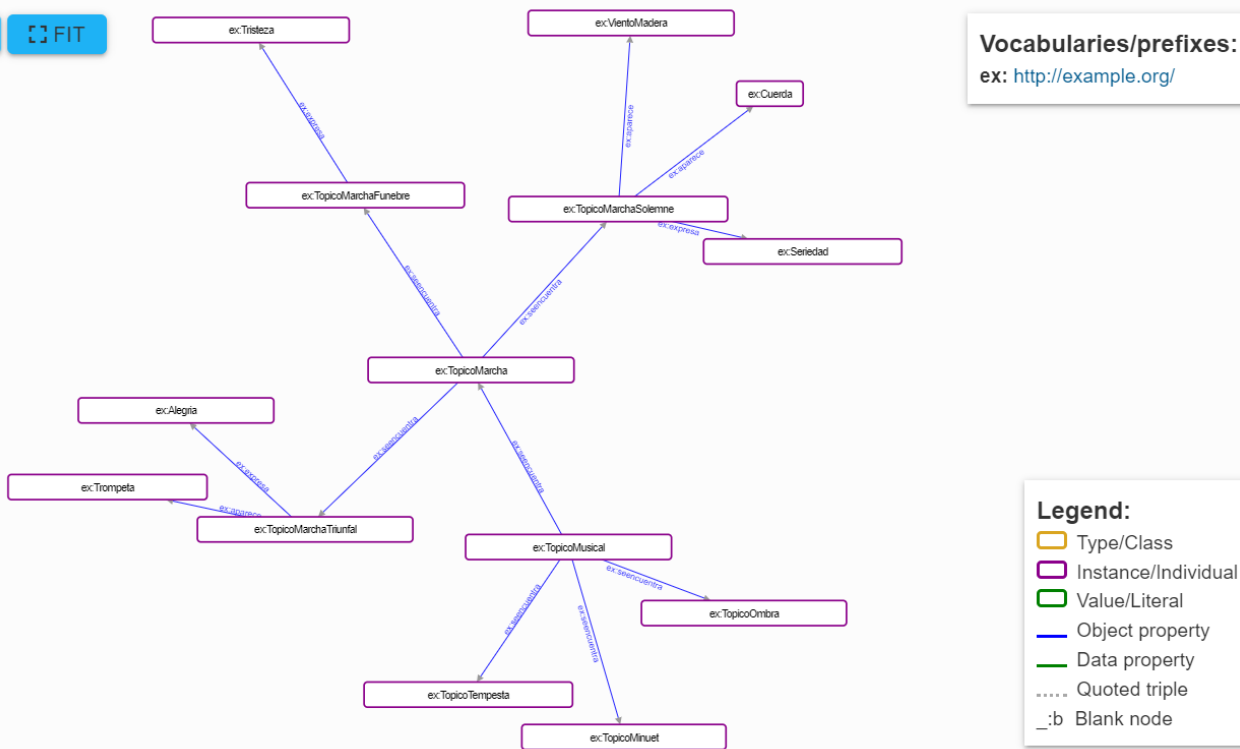 FIT
ex:Tristeza
ex:VientoMadera
Vocabularies/prefixes:
ex: http://example.org/
ex:Cuerda
ex:expresa
ex:aparece
ex:aparece
ex:TopicoMarchaFunebre
ex:TopicoMarchaSolemne
ex:expresa
ex:Seriedad
ex:seencuentra
ex:seencuentra
ex:TopicoMarcha
ex:Alegria
ex:seencuentra
ex:seencuentra
ex:expresa
ex:Trompeta
ex:aparece
ex:TopicoMarchaTriunfal
ex:TopicoMusical
ex:seencuentra
ex:seencuentra
ex:seencuentra
ex:TopicoOmbra
ex:TopicoTempesta
ex:TopicoMinuet
Legend:
Type/Class
Instance/Individual
Value/Literal
Object property
Data property
Quoted triple
_:b Blank node